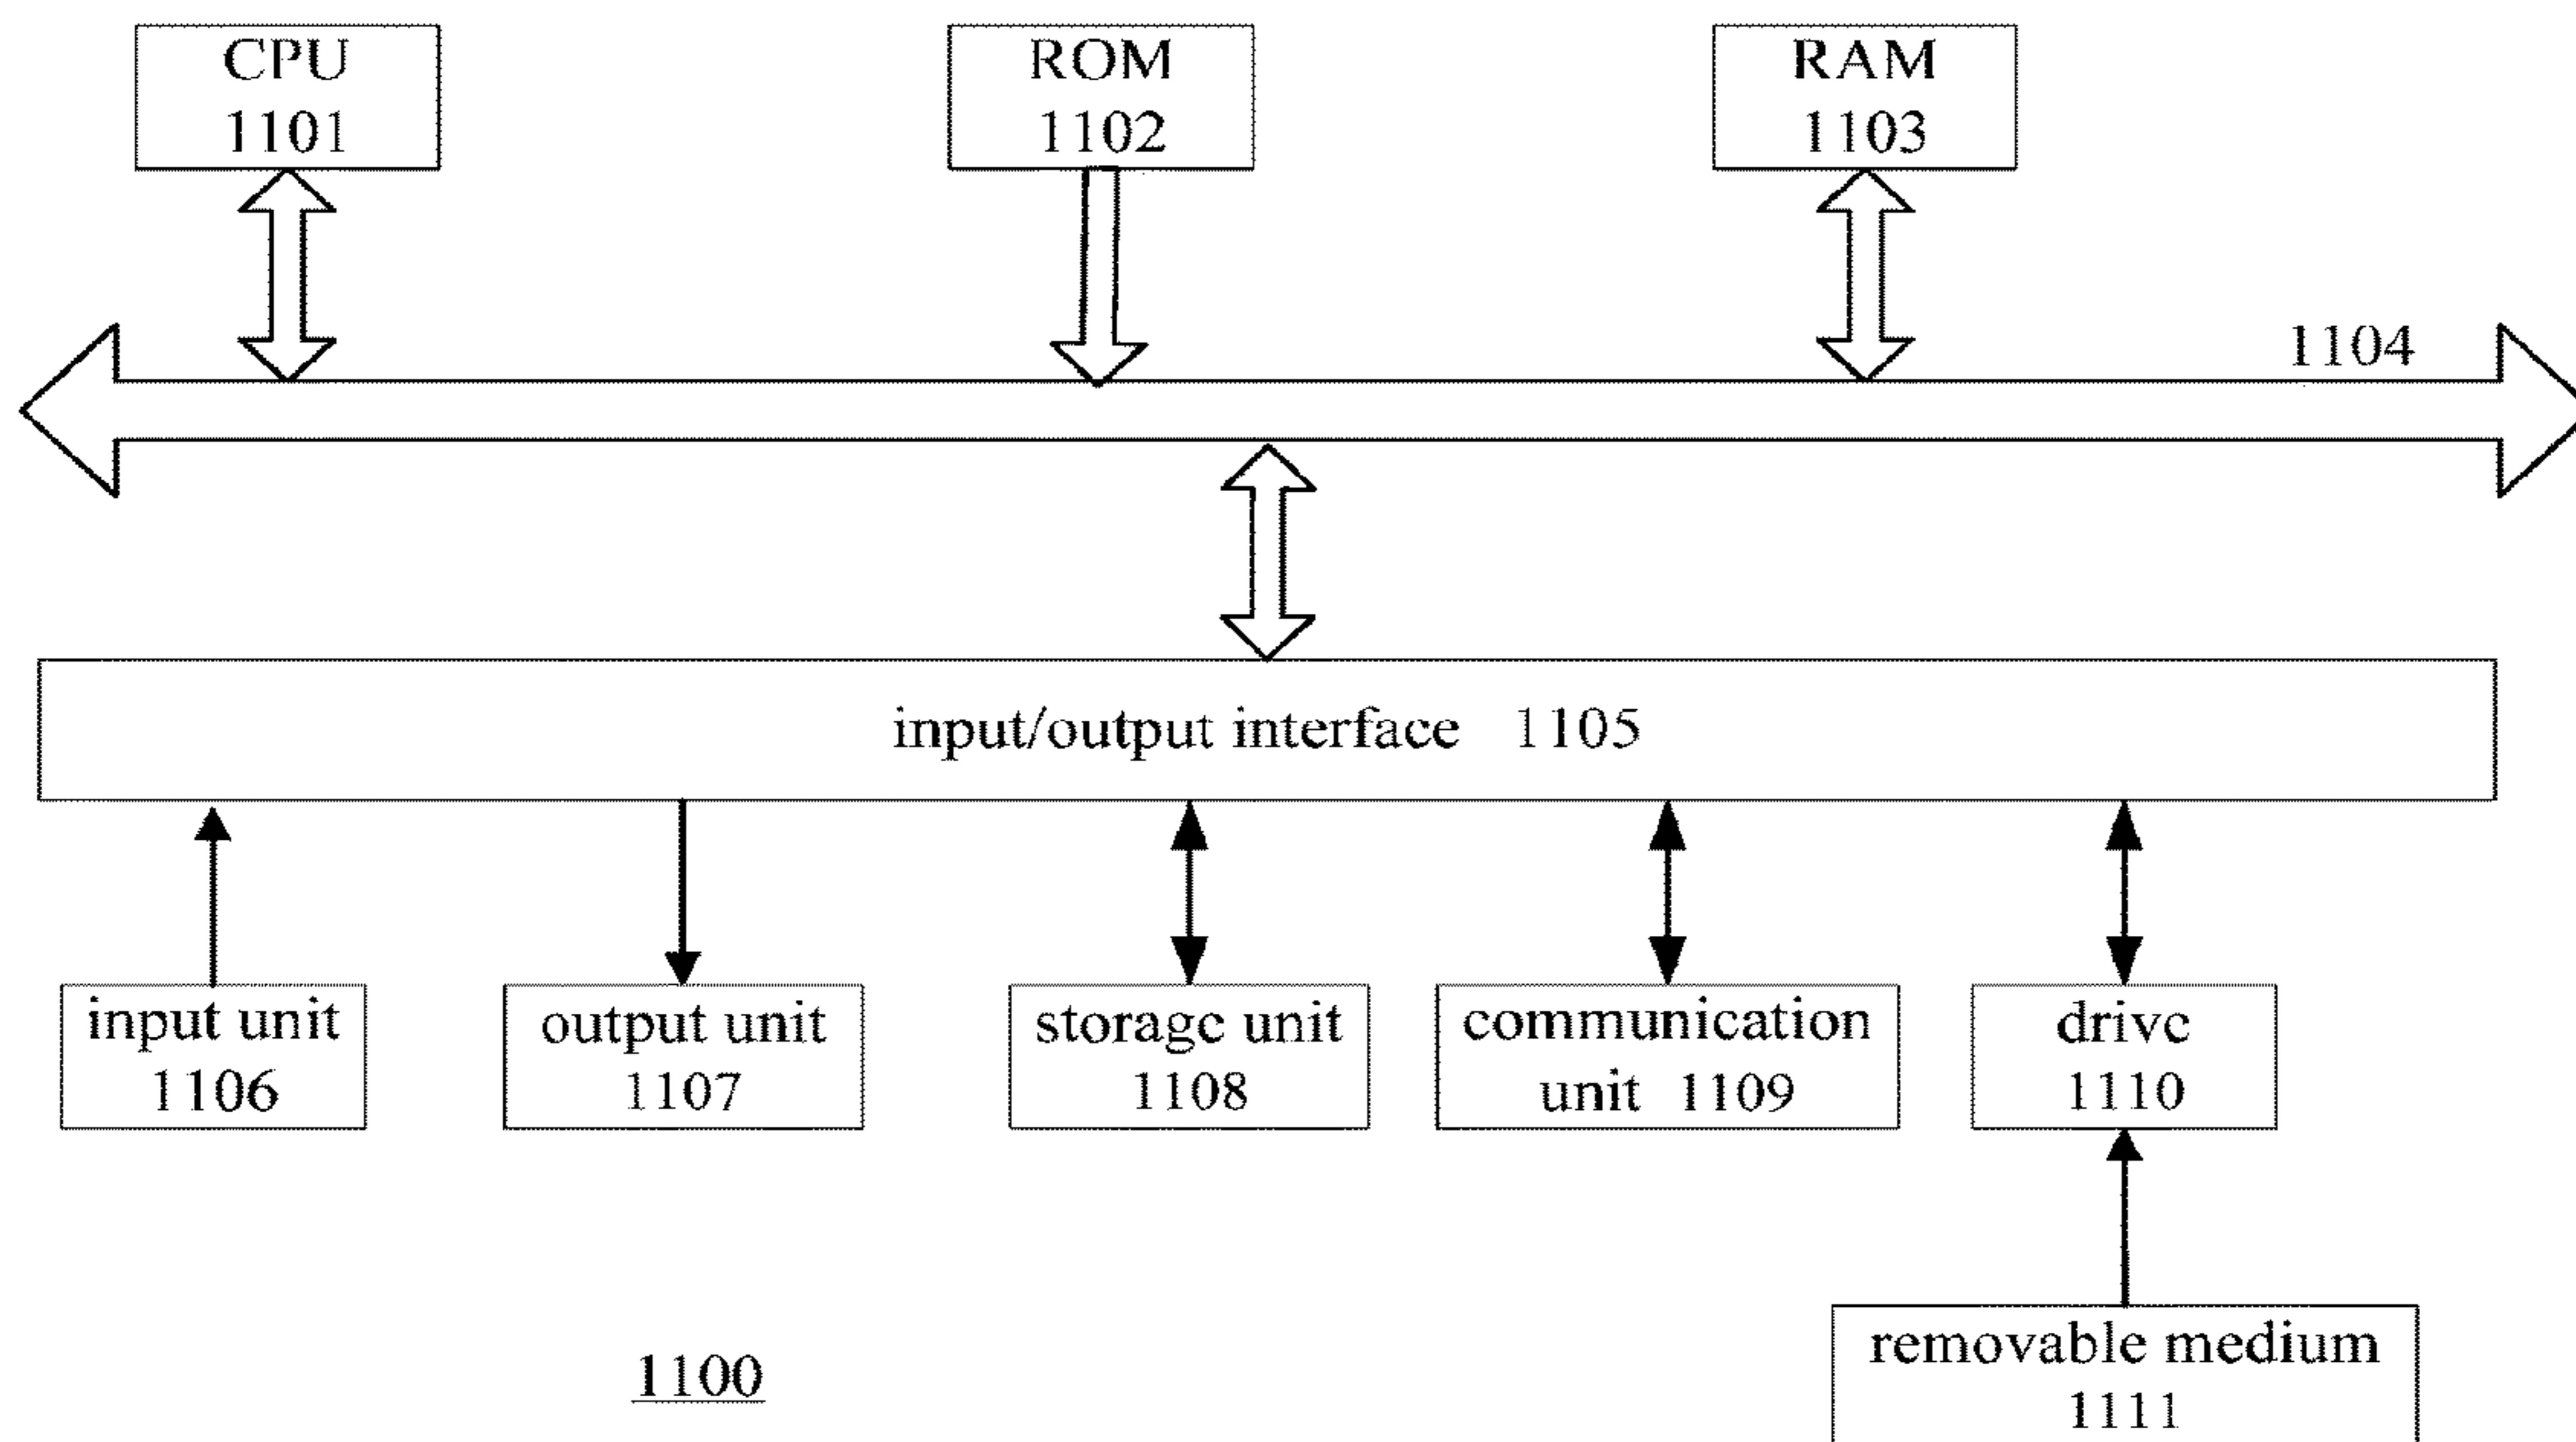 CPU
1101
ROM
1102
RAM
1103
1104
input/output interface 1105
input unit
1106
output unit
1107
storage unit
1108
communication
unit 1109
drive
1110
removable medium
1111
1100